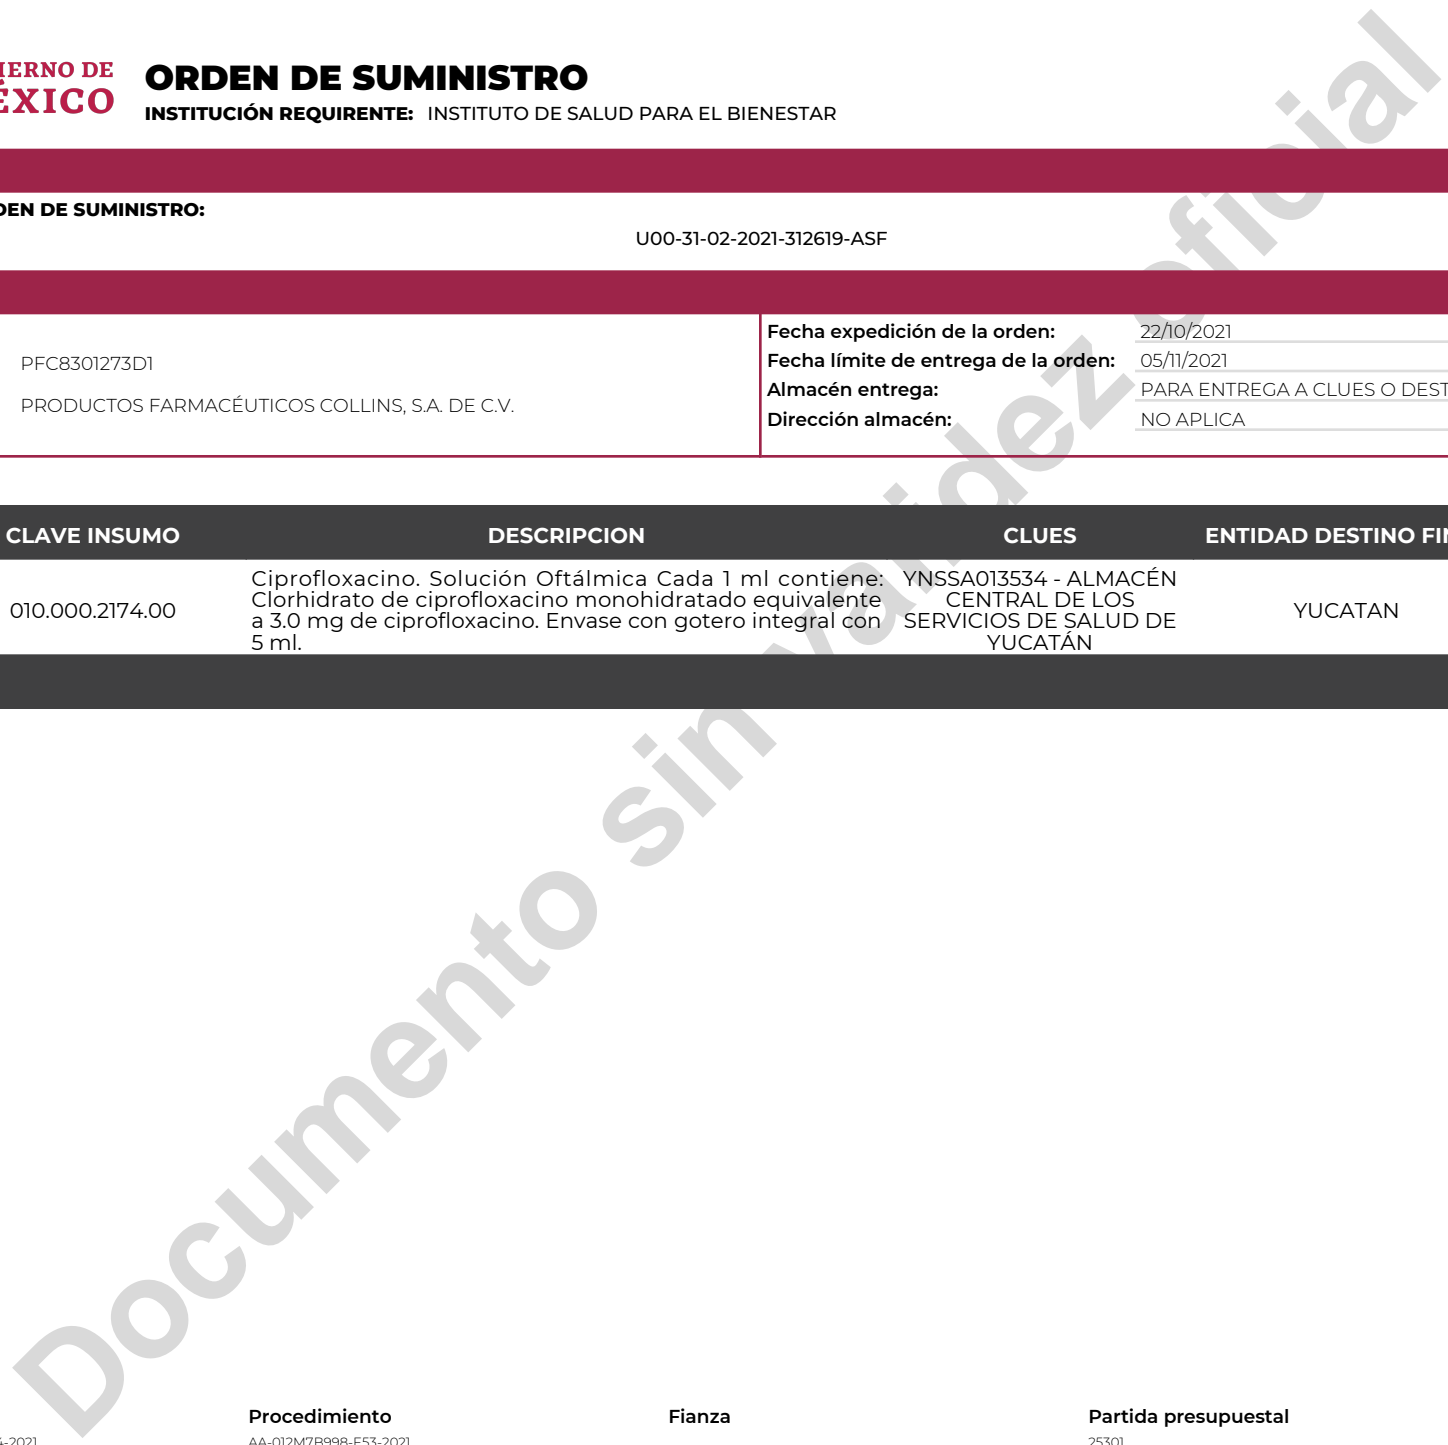 ORDEN DE SUMINISTRO
INSTITUCIÓN REQUIRENTE: INSTITUTO DE SALUD PARA EL BIENESTAR
IERNO DE
ÉXICO
DEN DE SUMINISTRO:
U00-31-02-2021-312619-ASF
PFC8301273D1
PRODUCTOS FARMACÉUTICOS COLLINS, S.A. DE C.V.
Fecha expedición de la orden: 22/10/2021
Fecha límite de entrega de la orden: 05/11/2021
Almacén entrega: PARA ENTREGA A CLUES O DEST
Dirección almacén: NO APLICA
CLAVE INSUMO DESCRIPCION CLUES ENTIDAD DESTINO FIN
010.000.2174.00
Ciprofloxacino. Solución Oftálmica Cada 1 ml contiene:
Clorhidrato de ciprofloxacino monohidratado equivalente
a 3.0 mg de ciprofloxacino. Envase con gotero integral con
5 ml.
YNSSA013534 - ALMACÉN
CENTRAL DE LOS
SERVICIOS DE SALUD DE
YUCATÁN
YUCATAN
Documento sin validez oficial
Procedimiento Fianza Partida presupuestal
-2021 AA-012M7B998-E53-2021 25301